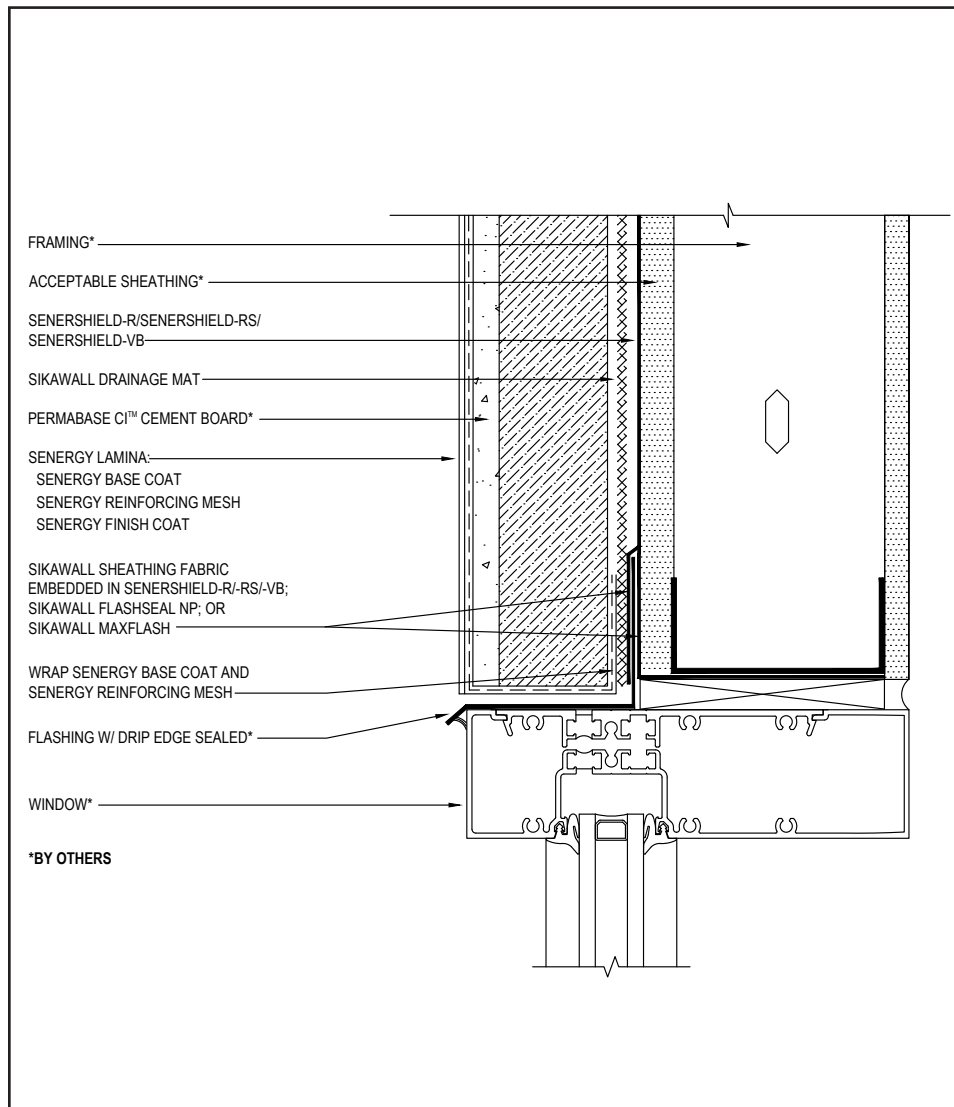 FRAMING*
ACCEPTABLE SHEATHING*
SENERSHIELD-R/SENERSHIELD-RS/
SENERSHIELD-VB
SIKAWALL DRAINAGE MAT
PERMABASE CI™ CEMENT BOARD*
SENERGY LAMINA:
SENERGY BASE COAT
SENERGY REINFORCING MESH
SENERGY FINISH COAT
SIKAWALL SHEATHING FABRIC
EMBEDDED IN SENERSHIELD-R/-RS/-VB;
SIKAWALL FLASHSEAL NP; OR
SIKAWALL MAXFLASH
WRAP SENERGY BASE COAT AND
SENERGY REINFORCING MESH
FLASHING W/ DRIP EDGE SEALED*
WINDOW*
*BY OTHERS